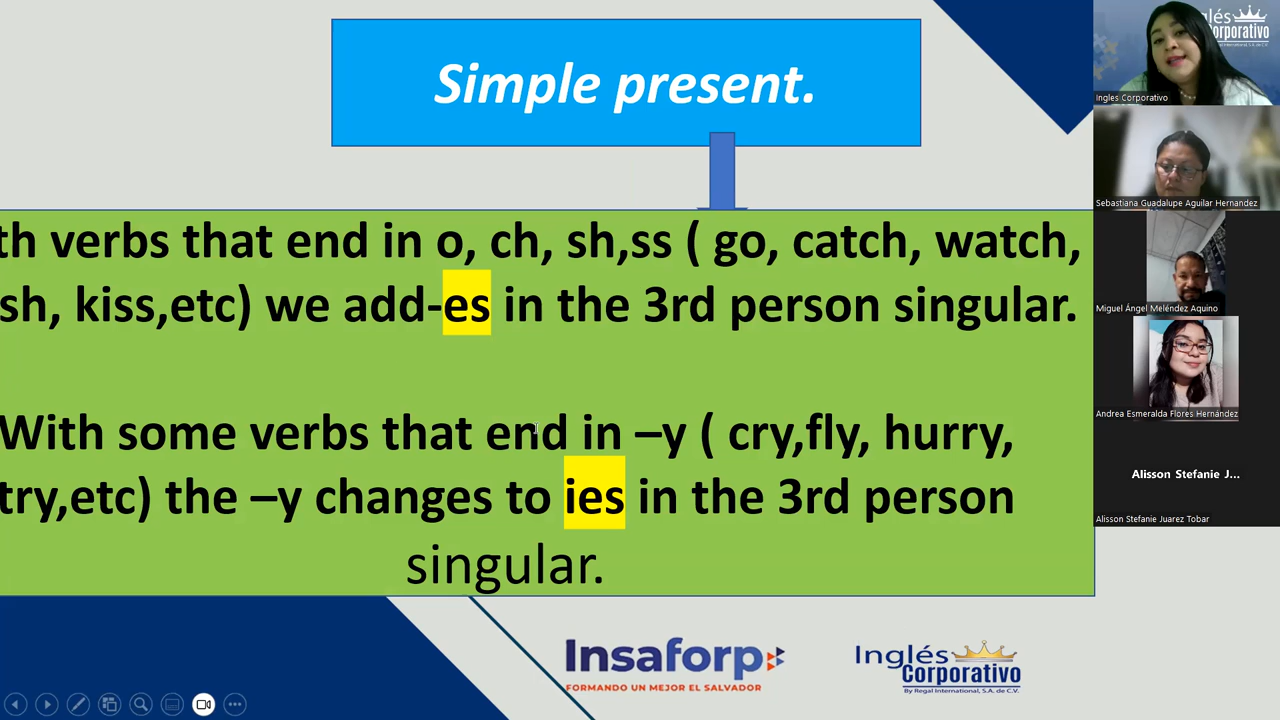 Simple present.
th verbs that end in o, ch, sh,ss ( go, catch, watch,
sh, kiss,etc) we add-es in the 3rd person singular.
With some verbs that end in –y ( cry,fly, hurry,
try,etc) the –y changes to ies in the 3rd person
singular.
Insaforp
FORMANDO UN MEJOR EL SALVADOR
Inglés
Corporativo
By Regal International, S.A. de C.V.
glés
orporativo
Ingles Corporativo
Sebastiana Guadalupe Aguilar Hernandez
Miguel Ángel Meléndez Aquino
Andrea Esmeralda Flores Hernández
Alisson Stefanie J...
Alisson Stefanie Juarez Tobar